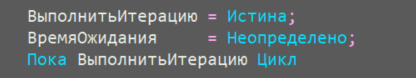 ВыполнитьИтерацию = Истина;
ВремяОжидания     = Неопределено;
Пока ВыполнитьИтерацию Цикл